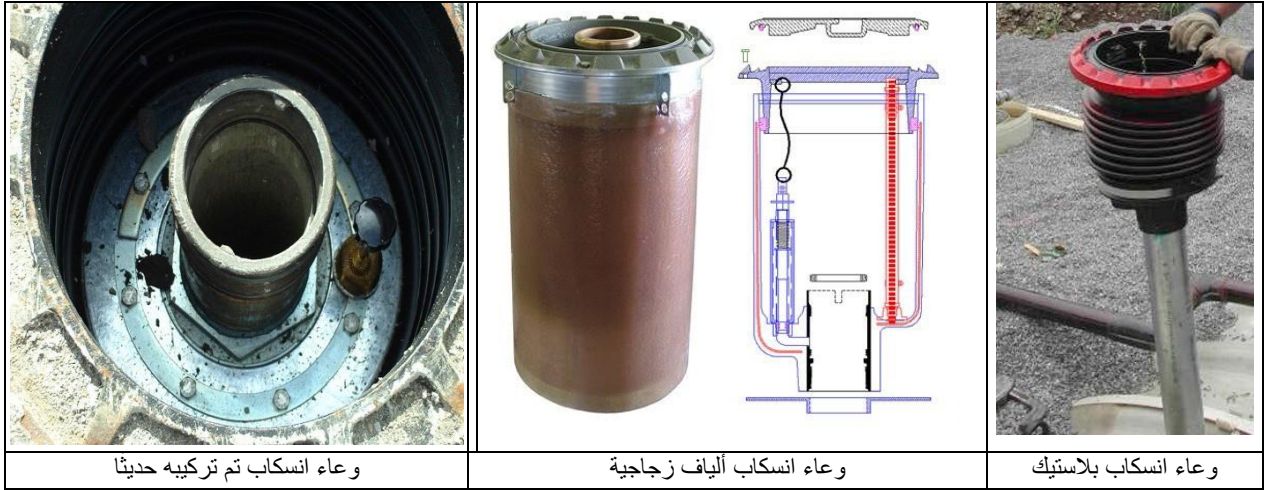 وعاء انسكاب بلاستيك
وعاء انسكاب ألياف زجاجية
وعاء انسكاب تم تركيبه حديثا